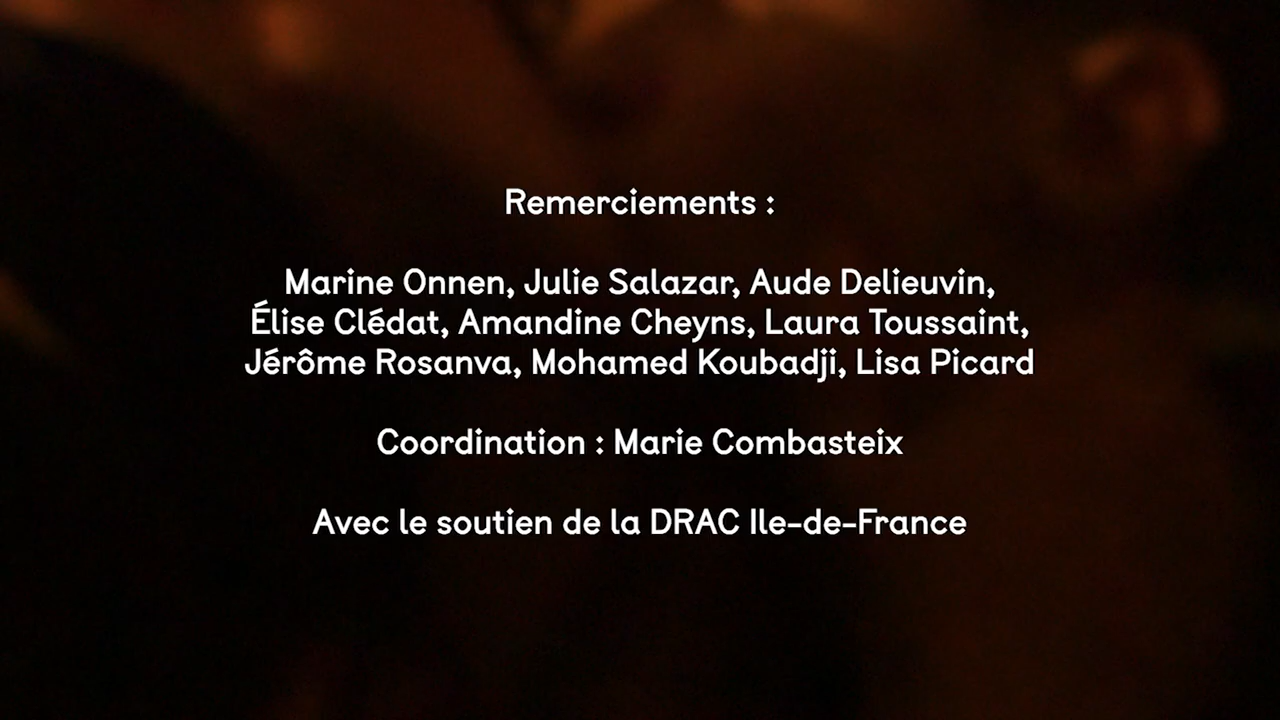 Remerciements :
Marine Onnen, Julie Salazar, Aude Delieuvin,
Élise Clédat, Amandine Cheyns, Laura Toussaint,
Jérôme Rosanva, Mohamed Koubadji, Lisa Picard
Coordination : Marie Combasteix
Avec le soutien de la DRAC Ile-de-France